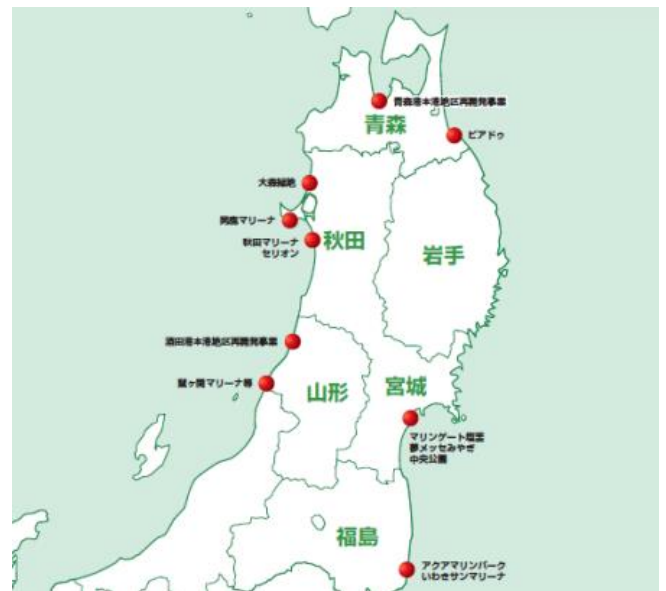 青森港本港地区再開発事業
青森
ピアドゥ
大森緑地
男鹿マリーナ
秋田マリーナ
セリオン
秋田
岩手
酒田港本港地区再開発事業
鼠ヶ関マリーナ等
山形
宮城
マリンゲート塩釜
夢メッセみやぎ
中央公園
福島
アクアマリンパーク
いわきサンマリーナ